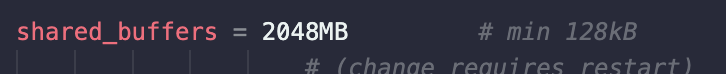 shared_buffers = 2048MB # min 128kB
# (change requires restart)